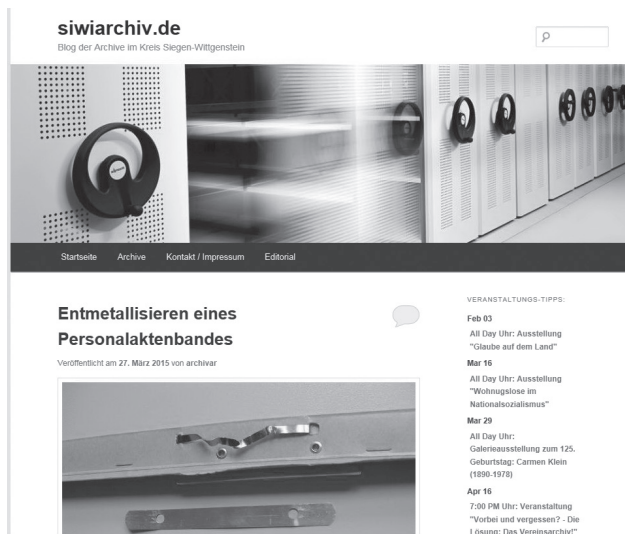 siwiarchiv.de
Blog der Archive im Kreis Siegen-Wittgenstein
Startseite Archive Kontakt / Impressum Editorial
Entmetallisieren eines
Personalaktenbandes
Veröffentlicht am 27. März 2015 von archivar
VERANSTALTUNGS-TIPPS:
Feb 03
All Day Uhr: Ausstellung
"Glaube auf dem Land"
Mar 16
All Day Uhr: Ausstellung
"Wohnugslose im
Nationalsozialismus"
Mar 29
All Day Uhr:
Galerieausstellung zum 125.
Geburtstag: Carmen Klein
(1890-1978)
Apr 16
7:00 PM Uhr: Veranstaltung
"Vorbei und vergessen? - Die
Lösung: Das Vereinsarchiv!"